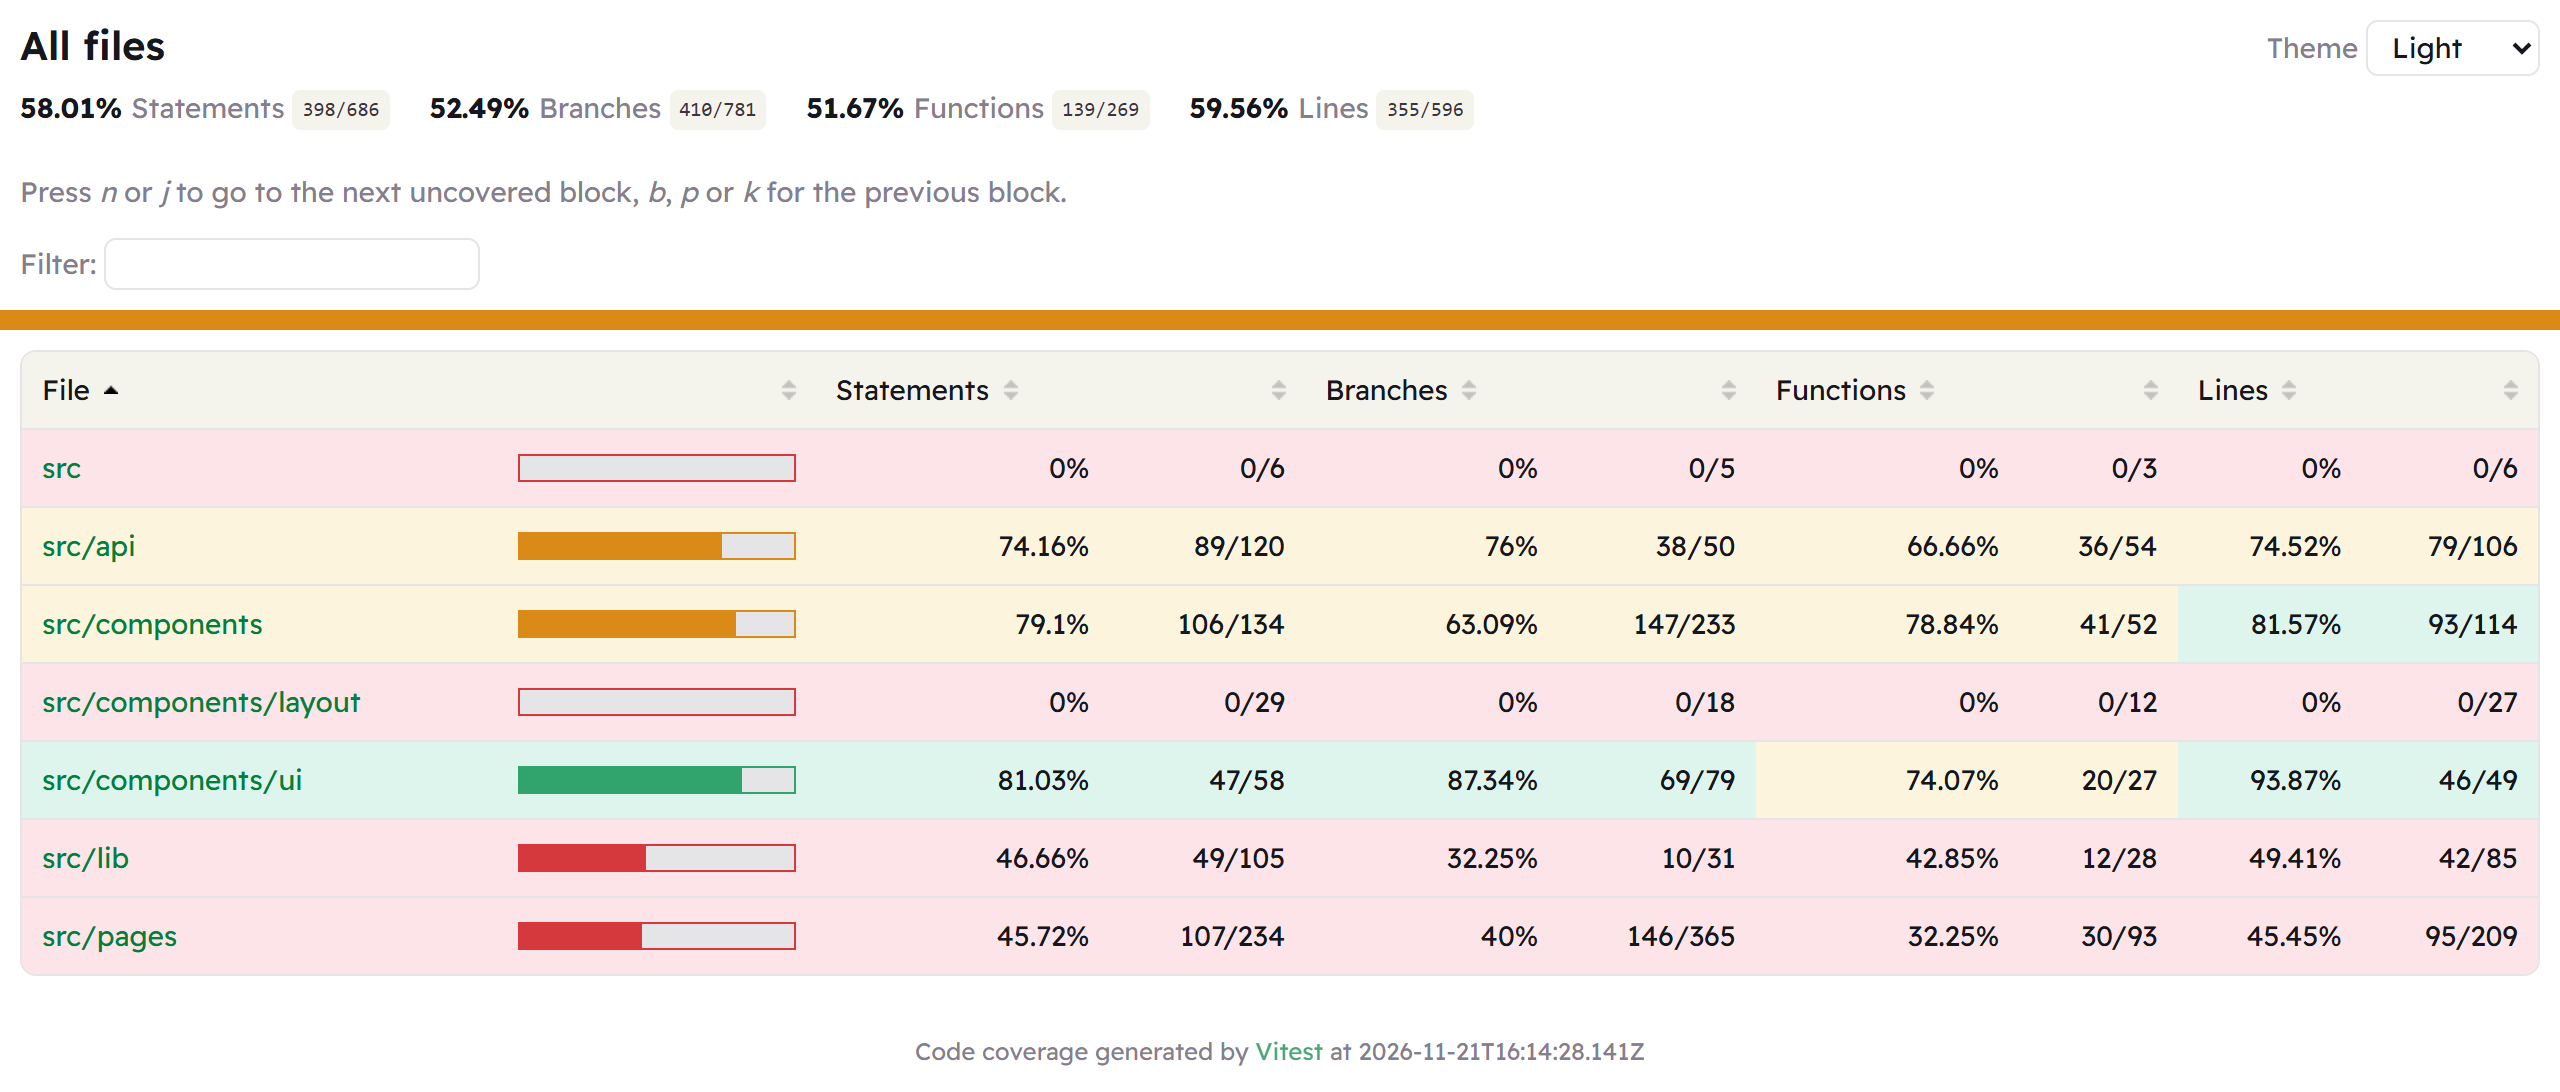 All files
Theme Light
58.01% Statements 398/686 52.49% Branches 410/781 51.67% Functions 139/269 59.56% Lines 355/596
Press n or j to go to the next uncovered block, b, p or k for the previous block.
Filter:
File Statements Branches Functions Lines
src 0% 0/6 0% 0/5 0% 0/3 0% 0/6
src/api 74.16% 89/120 76% 38/50 66.66% 36/54 74.52% 79/106
src/components 79.1% 106/134 63.09% 147/233 78.84% 41/52 81.57% 93/114
src/components/layout 0% 0/29 0% 0/18 0% 0/12 0% 0/27
src/components/ui 81.03% 47/58 87.34% 69/79 74.07% 20/27 93.87% 46/49
src/lib 46.66% 49/105 32.25% 10/31 42.85% 12/28 49.41% 42/85
src/pages 45.72% 107/234 40% 146/365 32.25% 30/93 45.45% 95/209
Code coverage generated by Vitest at 2026-11-21T16:14:28.141Z